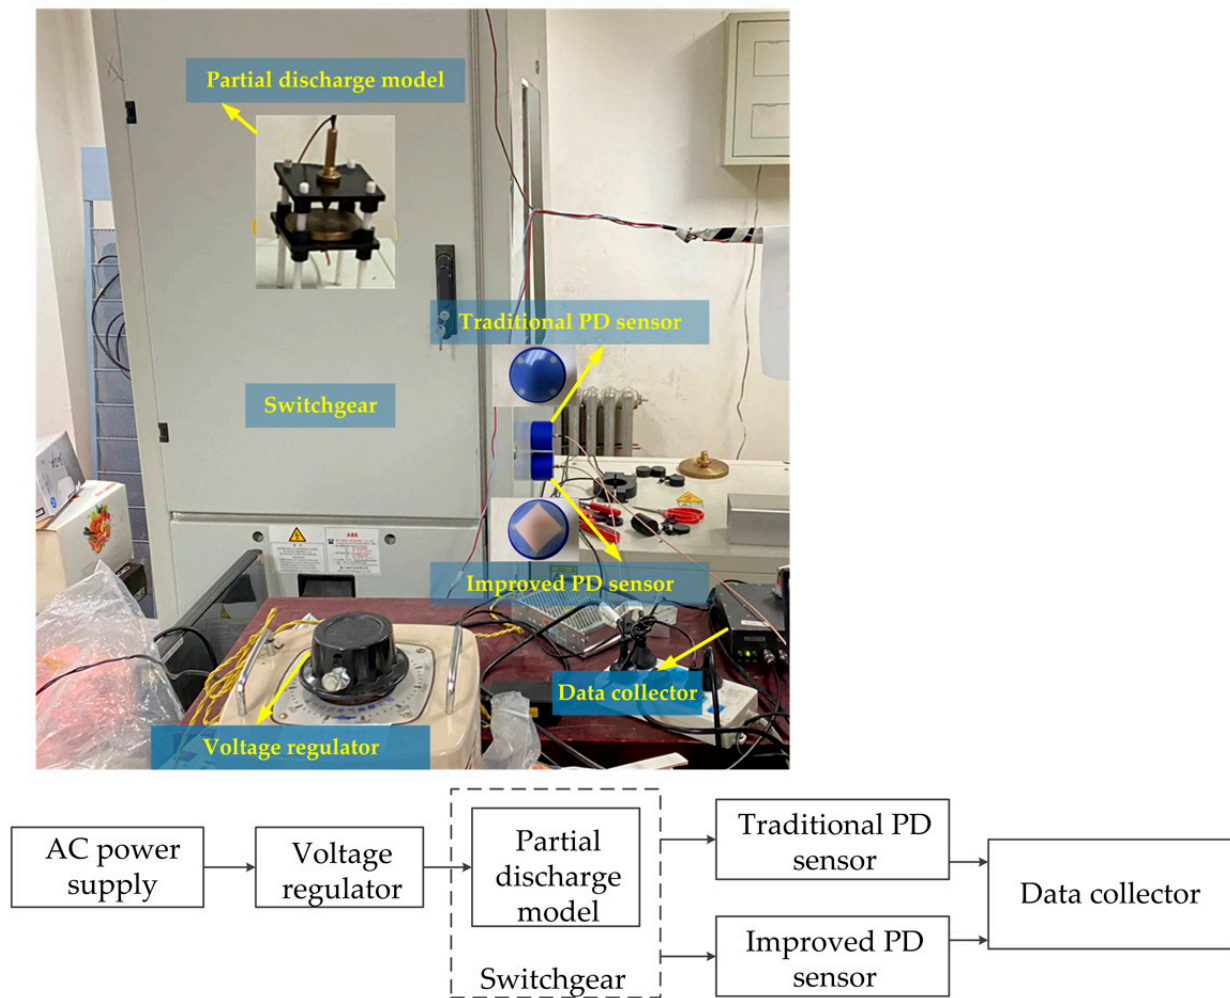 Partial discharge model
Traditional PD sensor
Switchgear
ABB
Improved PD sensor
Data collector
Voltage regulator
AC power
supply
Voltage
regulator
Partial
discharge
model
Switchgear
Traditional PD
sensor
Improved PD
sensor
Data collector